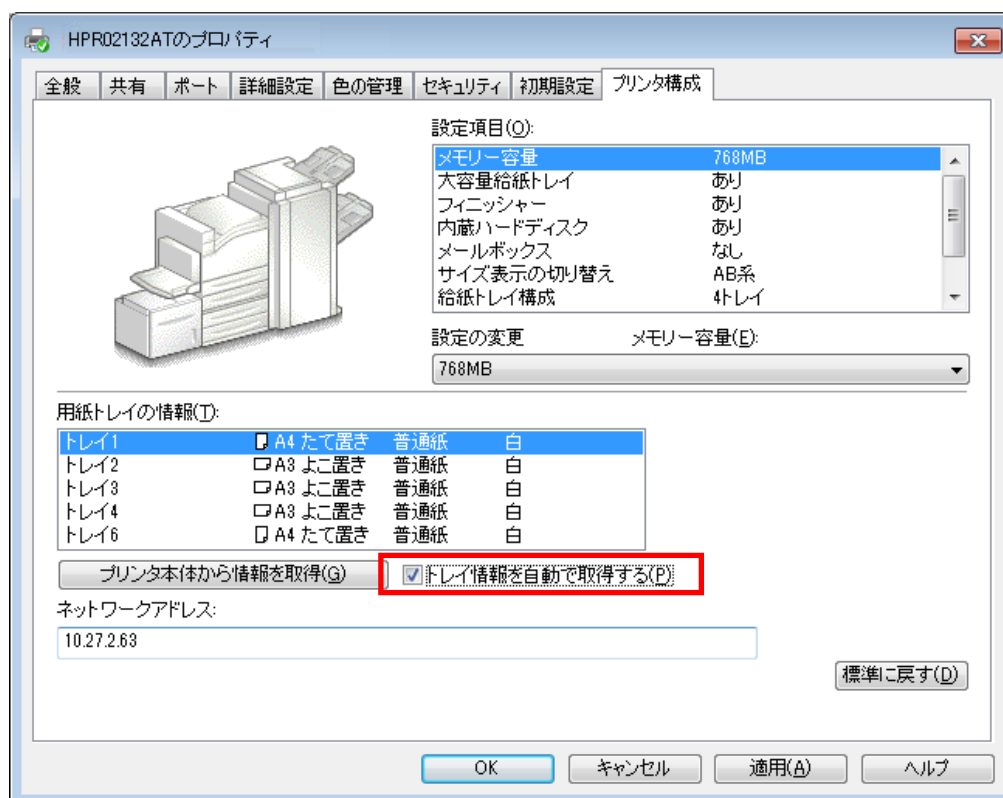 HPR02132ATのプロパティ
全般 共有 ポート 詳細設定 色の管理 セキュリティ 初期設定 プリンタ構成
設定項目(O):
メモリー容量 768MB
大容量給紙トレイ あり
フィニッシャー あり
内蔵ハードディスク あり
メールボックス なし
サイズ表示の切り替え AB系
給紙トレイ構成 4トレイ
設定の変更 メモリー容量(E):
768MB
用紙トレイの情報(T):
トレイ1 A4 たて置き 普通紙 白
トレイ2 A3 よこ置き 普通紙 白
トレイ3 A3 よこ置き 普通紙 白
トレイ4 A3 よこ置き 普通紙 白
トレイ6 A4 たて置き 普通紙 白
プリンタ本体から情報を取得(G) トレイ情報を自動で取得する(P)
ネットワークアドレス:
10.27.2.63
標準に戻す(D)
OK キャンセル 適用(A) ヘルプ